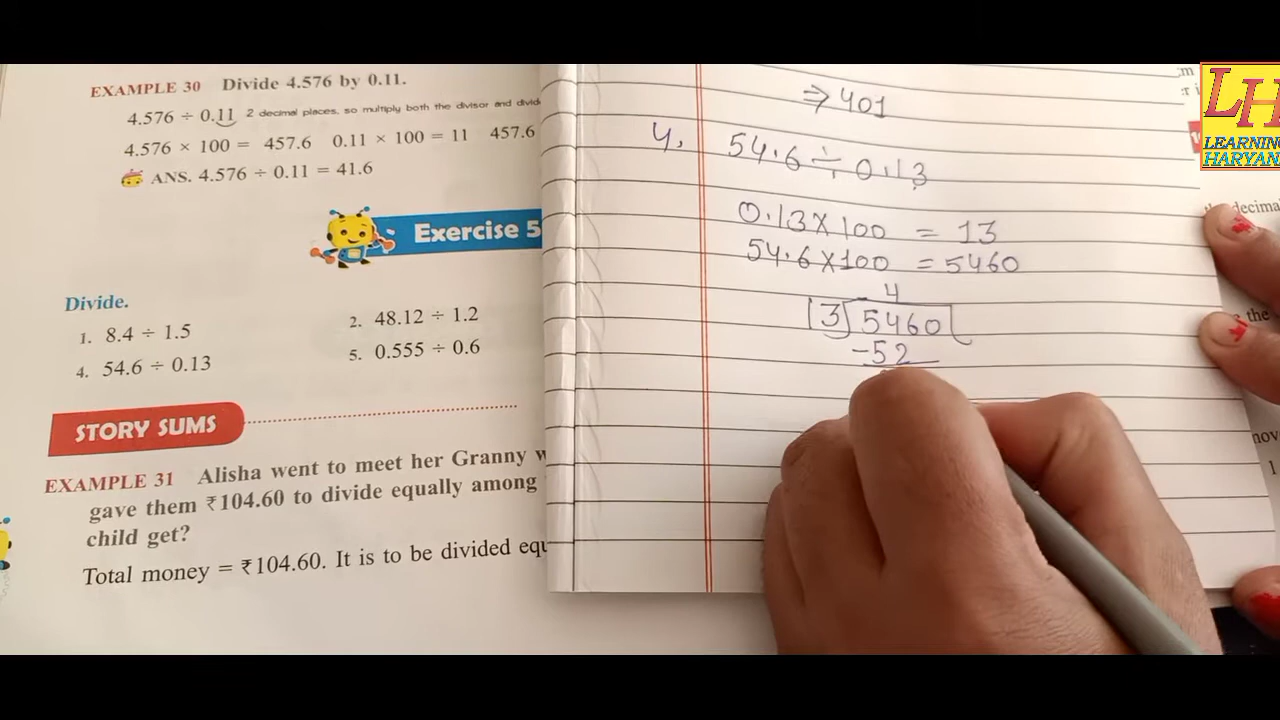 EXAMPLE 30 Divide 4.576 by 0.11.
4.576 ÷ 0.11 2 decimal places, so multiply both the divisor and
4.576 × 100 = 457.6 0.11 × 100 = 11 457.6
ANS. 4.576 ÷ 0.11 = 41.6
Exercise 5
Divide.
1. 8.4 ÷ 1.5
2. 48.12 ÷ 1.2
4. 54.6 ÷ 0.13
5. 0.555 ÷ 0.6
STORY SUMS
EXAMPLE 31 Alisha went to meet her Granny
gave them ₹104.60 to divide equally among
child get?
Total money = ₹104.60. It is to be divided
⇒ 401
4. 54.6 ÷ 0.13
0.13 × 100 = 13
54.6 × 100 = 5460
4
13)5460
-52
LH
LEARNING
HARYANA
decimal
the